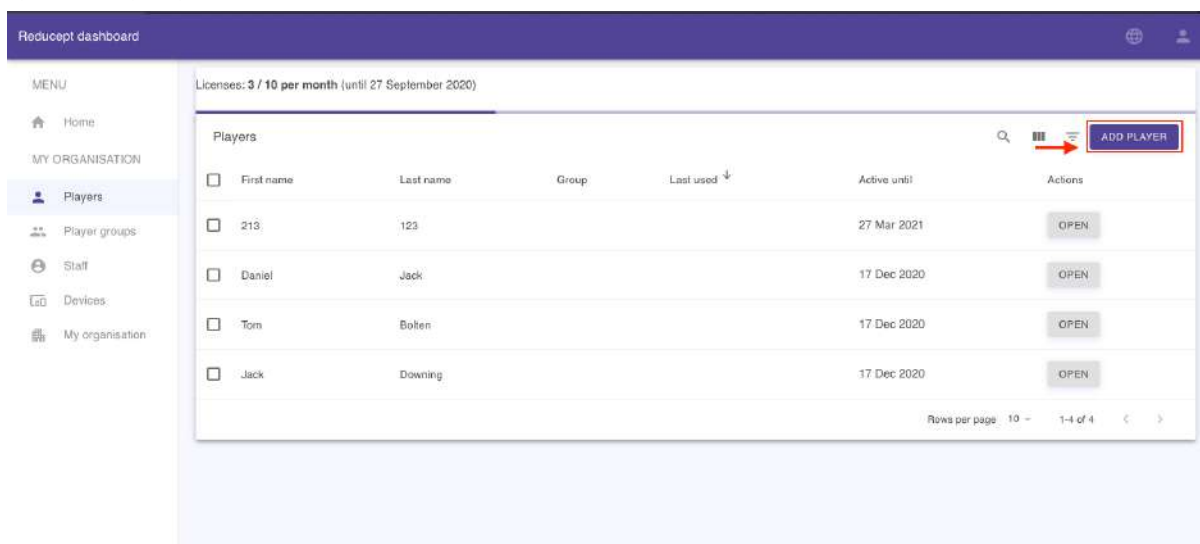 Reducept dashboard
MENU
Home
MY ORGANISATION
Players
Player groups
Staff
Devices
My organisation
Licenses: 3 / 10 per month (until 27 September 2020)
Players
ADD PLAYER
First name Last name Group Last used Active until Actions
213 123 27 Mar 2021 OPEN
Daniel Jack 17 Dec 2020 OPEN
Tom Bolten 17 Dec 2020 OPEN
Jack Downing 17 Dec 2020 OPEN
Rows per page 10 1-4 of 4